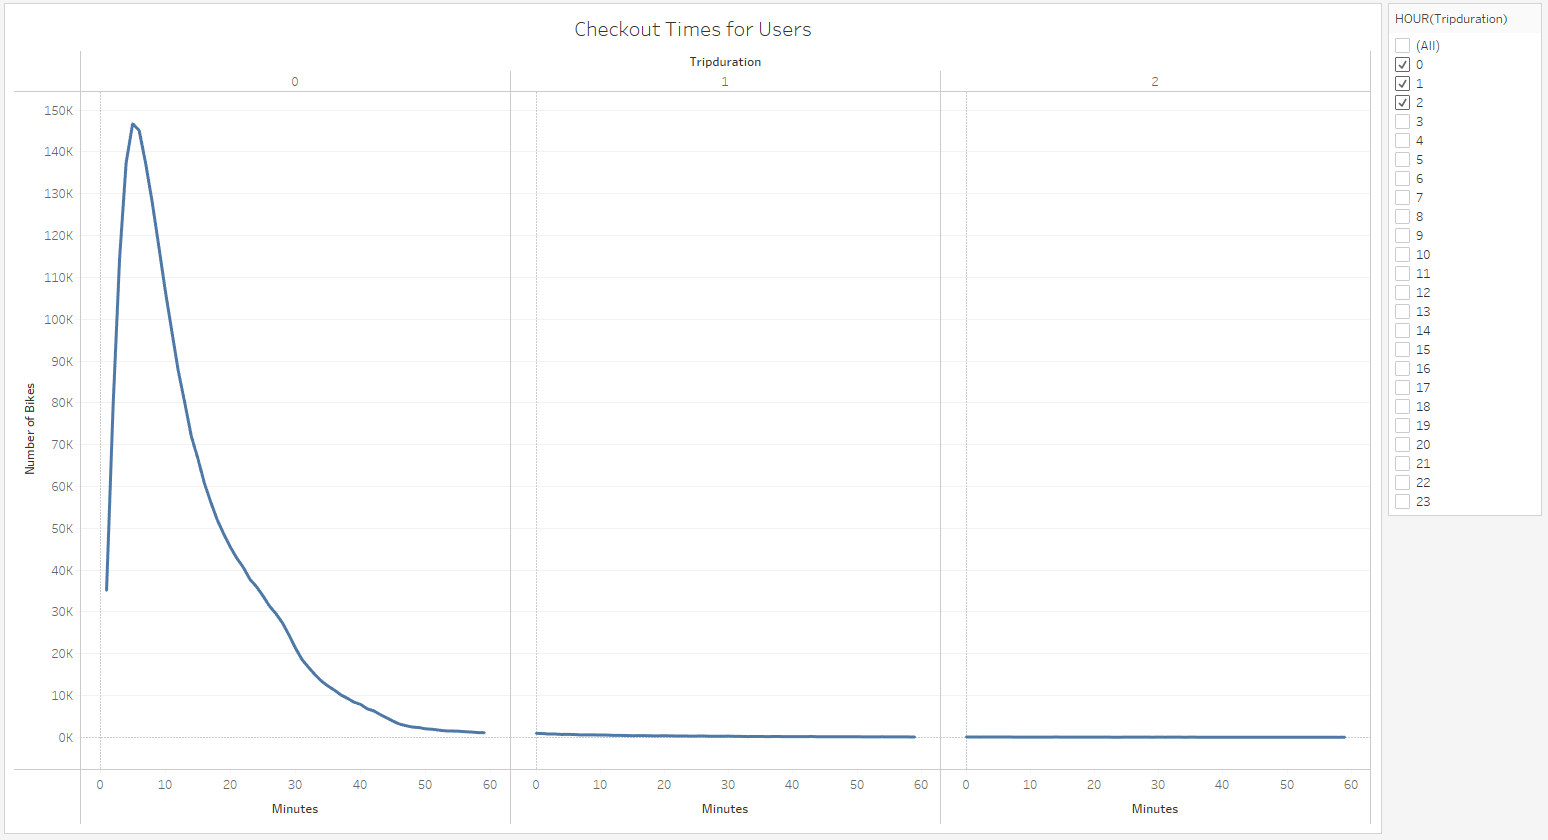 Checkout Times for Users
Tripduration
0 1 2
150K
140K
130K
120K
110K
100K
90K
80K
70K
60K
50K
40K
30K
20K
10K
0K
Number of Bikes
0 10 20 30 40 50 60 0 10 20 30 40 50 60 0 10 20 30 40 50 60
Minutes Minutes Minutes
HOUR(Tripduration)
(All)
0
1
2
3
4
5
6
7
8
9
10
11
12
13
14
15
16
17
18
19
20
21
22
23